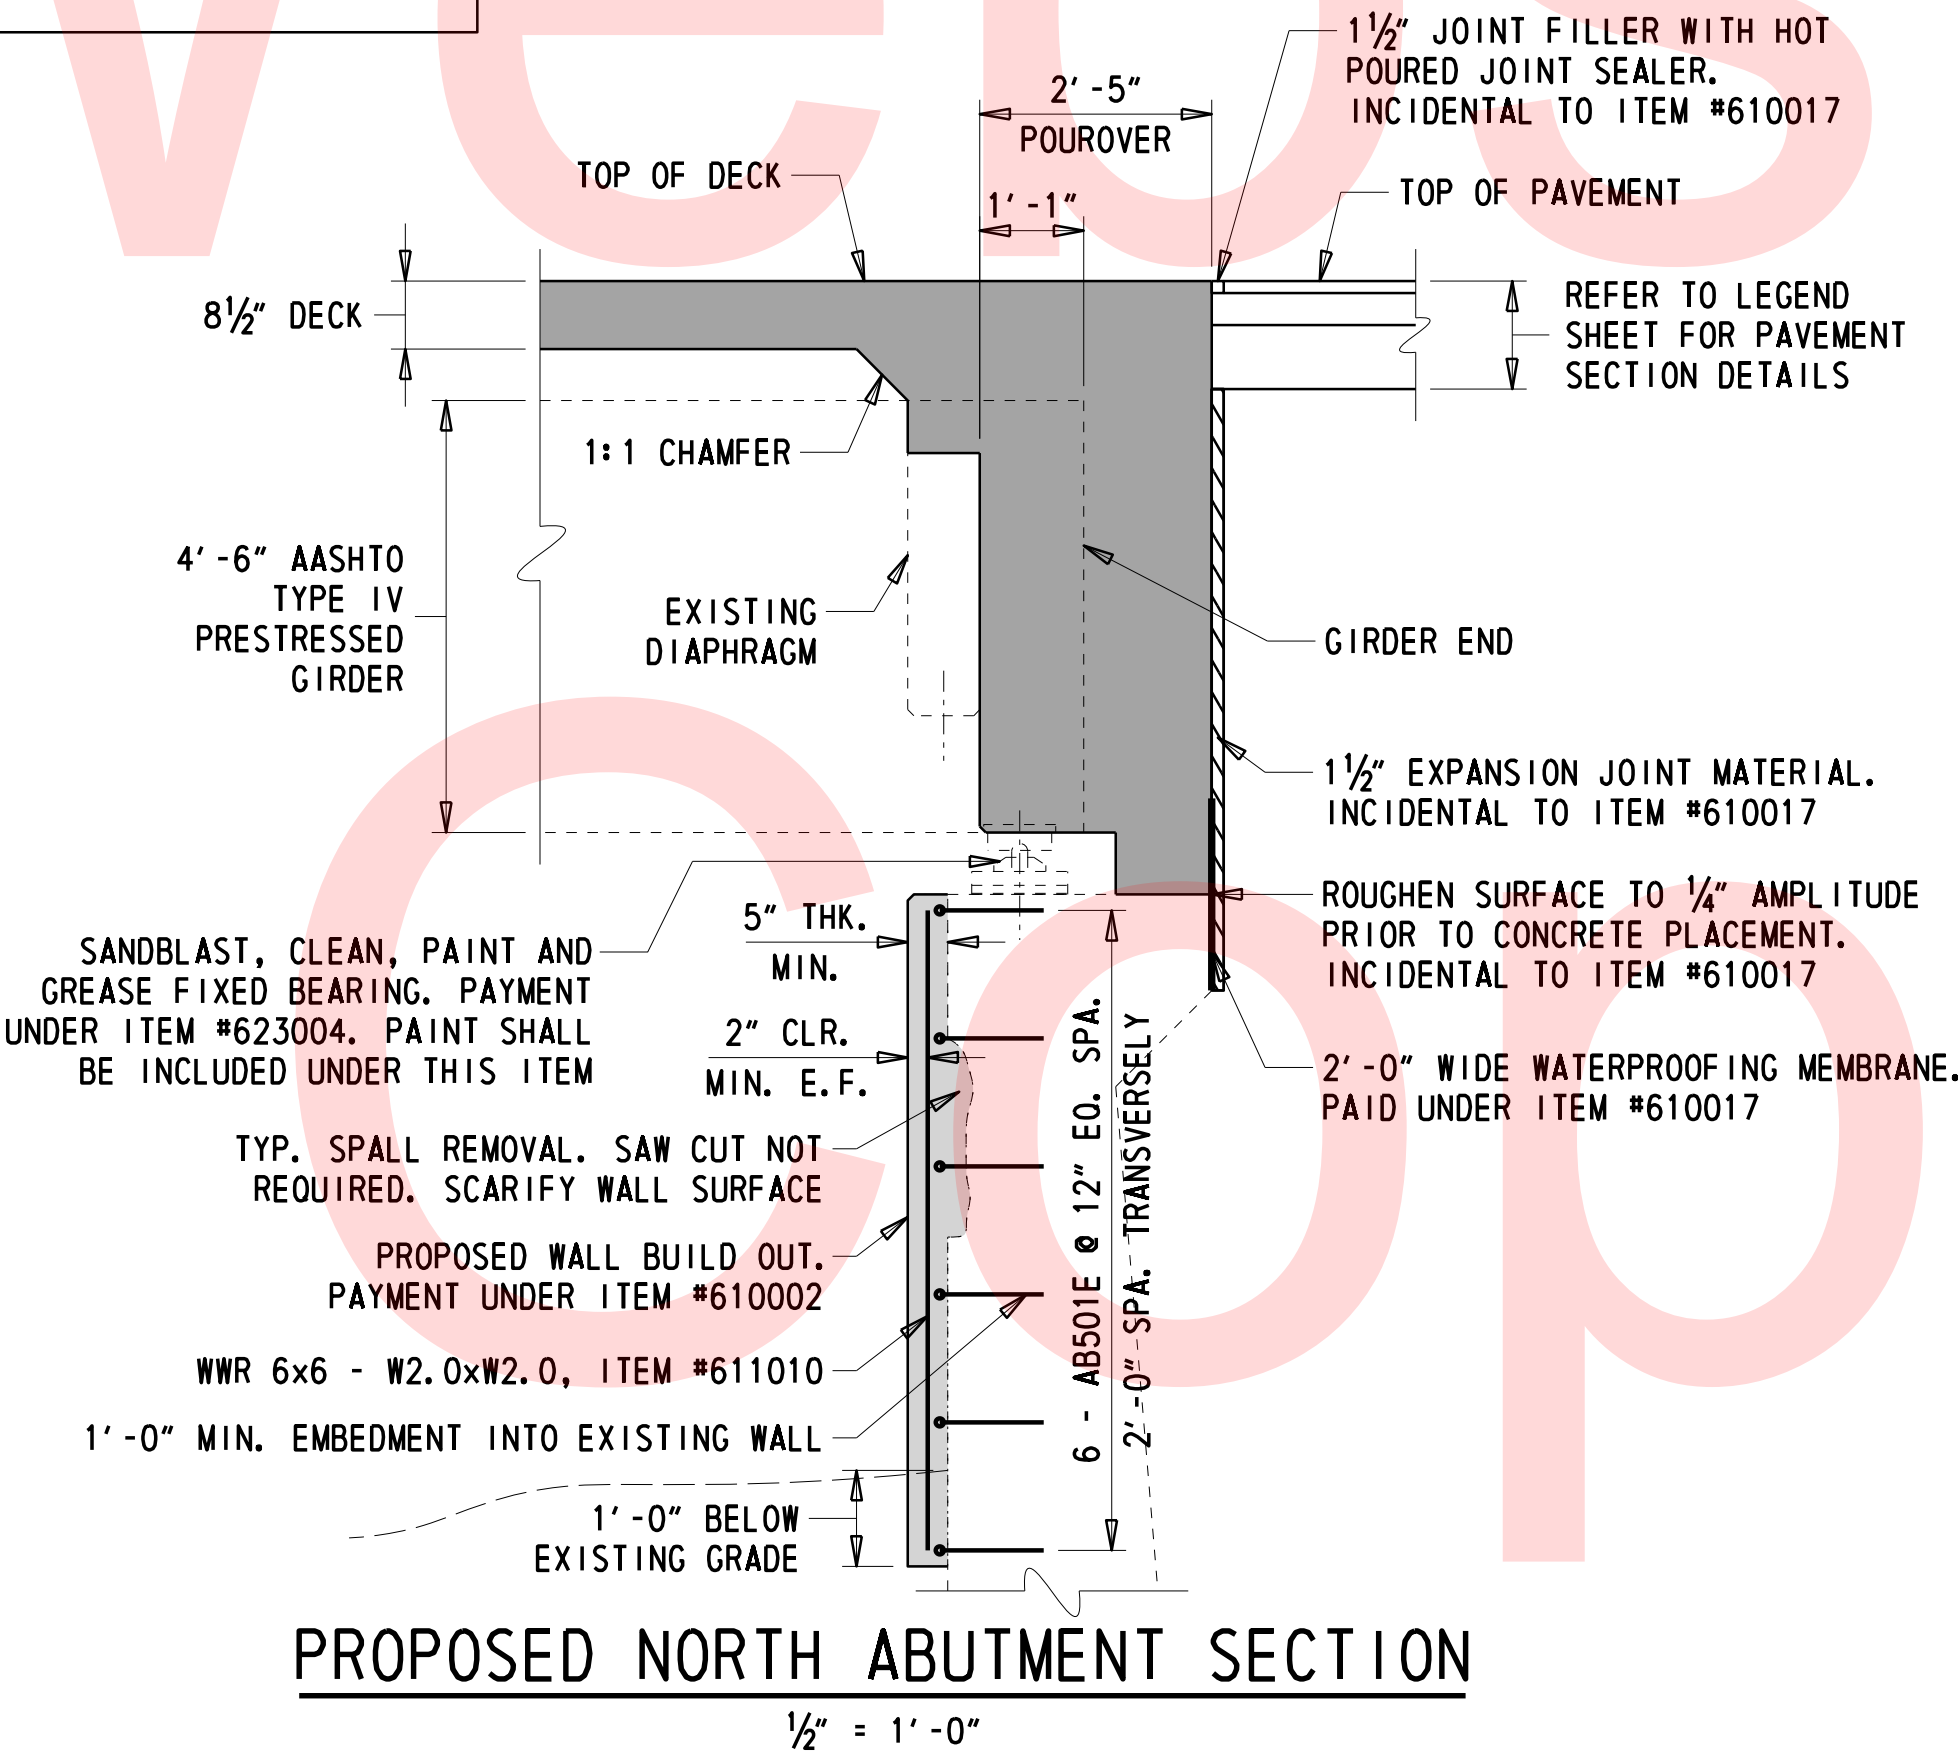 1½" JOINT FILLER WITH HOT
POURED JOINT SEALER.
INCIDENTAL TO ITEM #610017
2'-5"
POUROVER
TOP OF DECK
1'-1"
TOP OF PAVEMENT
8½" DECK
REFER TO LEGEND
SHEET FOR PAVEMENT
SECTION DETAILS
1:1 CHAMFER
4'-6" AASHTO
TYPE IV
PRESTRESSED
GIRDER
EXISTING
DIAPHRAGM
GIRDER END
1½" EXPANSION JOINT MATERIAL.
INCIDENTAL TO ITEM #610017
ROUGHEN SURFACE TO ¼" AMPLITUDE
PRIOR TO CONCRETE PLACEMENT.
INCIDENTAL TO ITEM #610017
5" THK.
MIN.
SANDBLAST, CLEAN, PAINT AND
GREASE FIXED BEARING. PAYMENT
UNDER ITEM #623004. PAINT SHALL
BE INCLUDED UNDER THIS ITEM
2" CLR.
MIN. E.F.
2'-0" WIDE WATERPROOFING MEMBRANE.
PAID UNDER ITEM #610017
6 - AB501E @ 12" EQ. SPA.
2'-0" SPA. TRANSVERSELY
TYP. SPALL REMOVAL. SAW CUT NOT
REQUIRED. SCARIFY WALL SURFACE
PROPOSED WALL BUILD OUT.
PAYMENT UNDER ITEM #610002
WWR 6x6 - W2.0xW2.0, ITEM #611010
1'-0" MIN. EMBEDMENT INTO EXISTING WALL
1'-0" BELOW
EXISTING GRADE
PROPOSED NORTH ABUTMENT SECTION
½" = 1'-0"